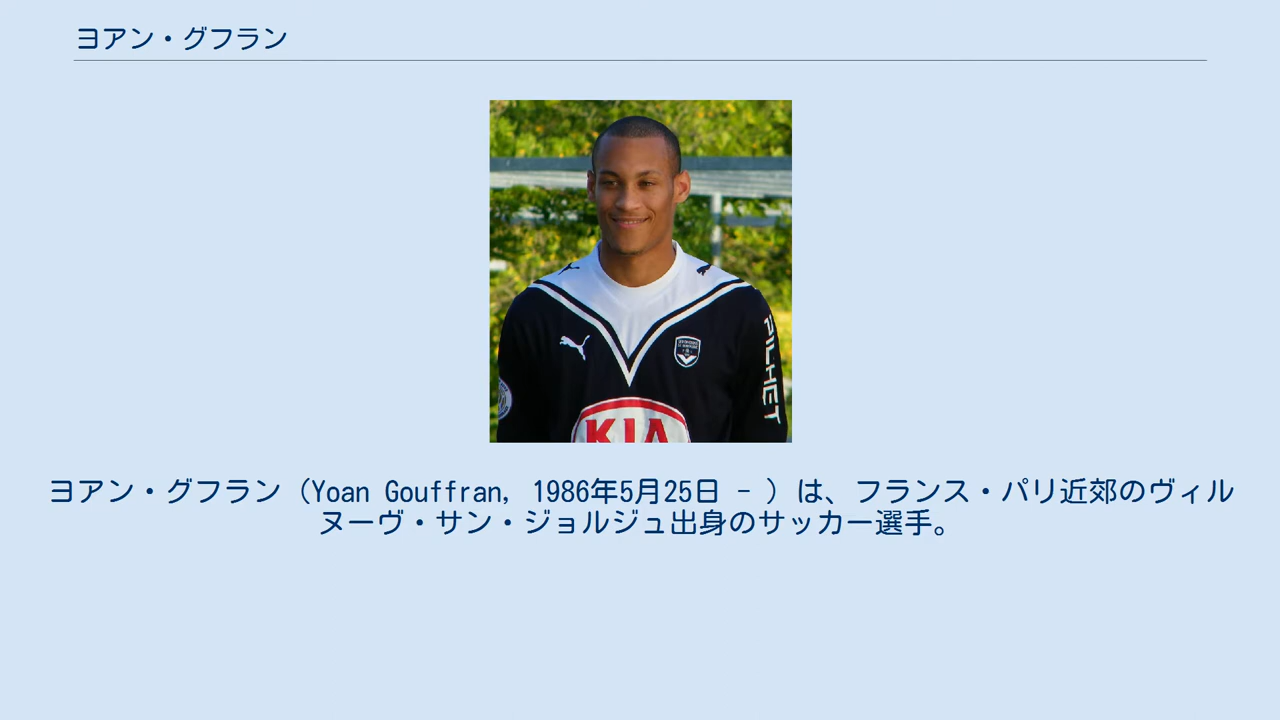 ヨアン・グフラン
PILHET
KIA
ヨアン・グフラン（Yoan Gouffran, 1986年5月25日 - ）は、フランス・パリ近郊のヴィル
ヌーヴ・サン・ジョルジュ出身のサッカー選手。